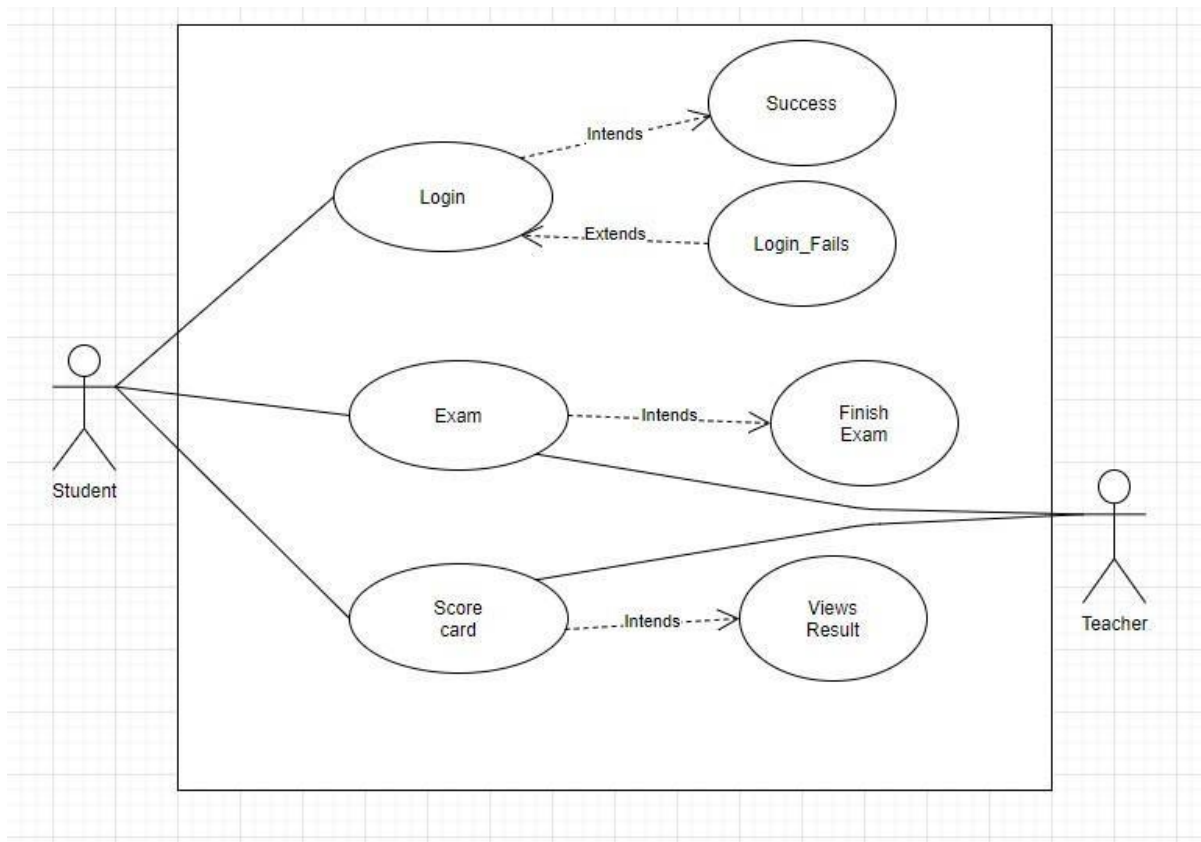 Success
Intends
Login
Extends
Login_Fails
Exam
Intends
Finish
Exam
Student
Score
card
Intends
Views
Result
Teacher